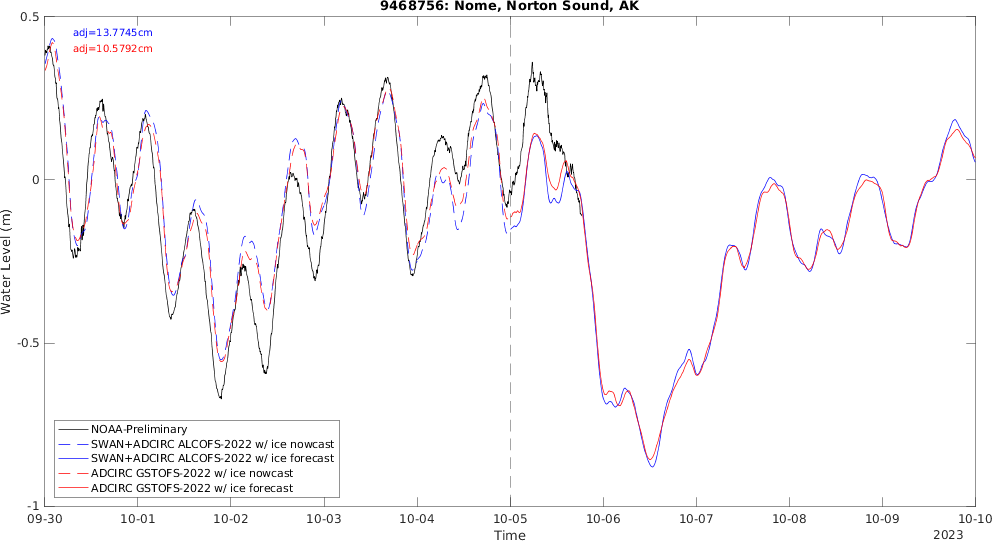 9468756: Nome, Norton Sound, AK
adj=13.7745cm
adj=10.5792cm
0.5
0
-0.5
-1
Water Level (m)
NOAA-Preliminary
SWAN+ADCIRC ALCOFS-2022 w/ ice nowcast
SWAN+ADCIRC ALCOFS-2022 w/ ice forecast
ADCIRC GSTOFS-2022 w/ ice nowcast
ADCIRC GSTOFS-2022 w/ ice forecast
09-30 10-01 10-02 10-03 10-04 10-05 10-06 10-07 10-08 10-09 10-10
Time
2023